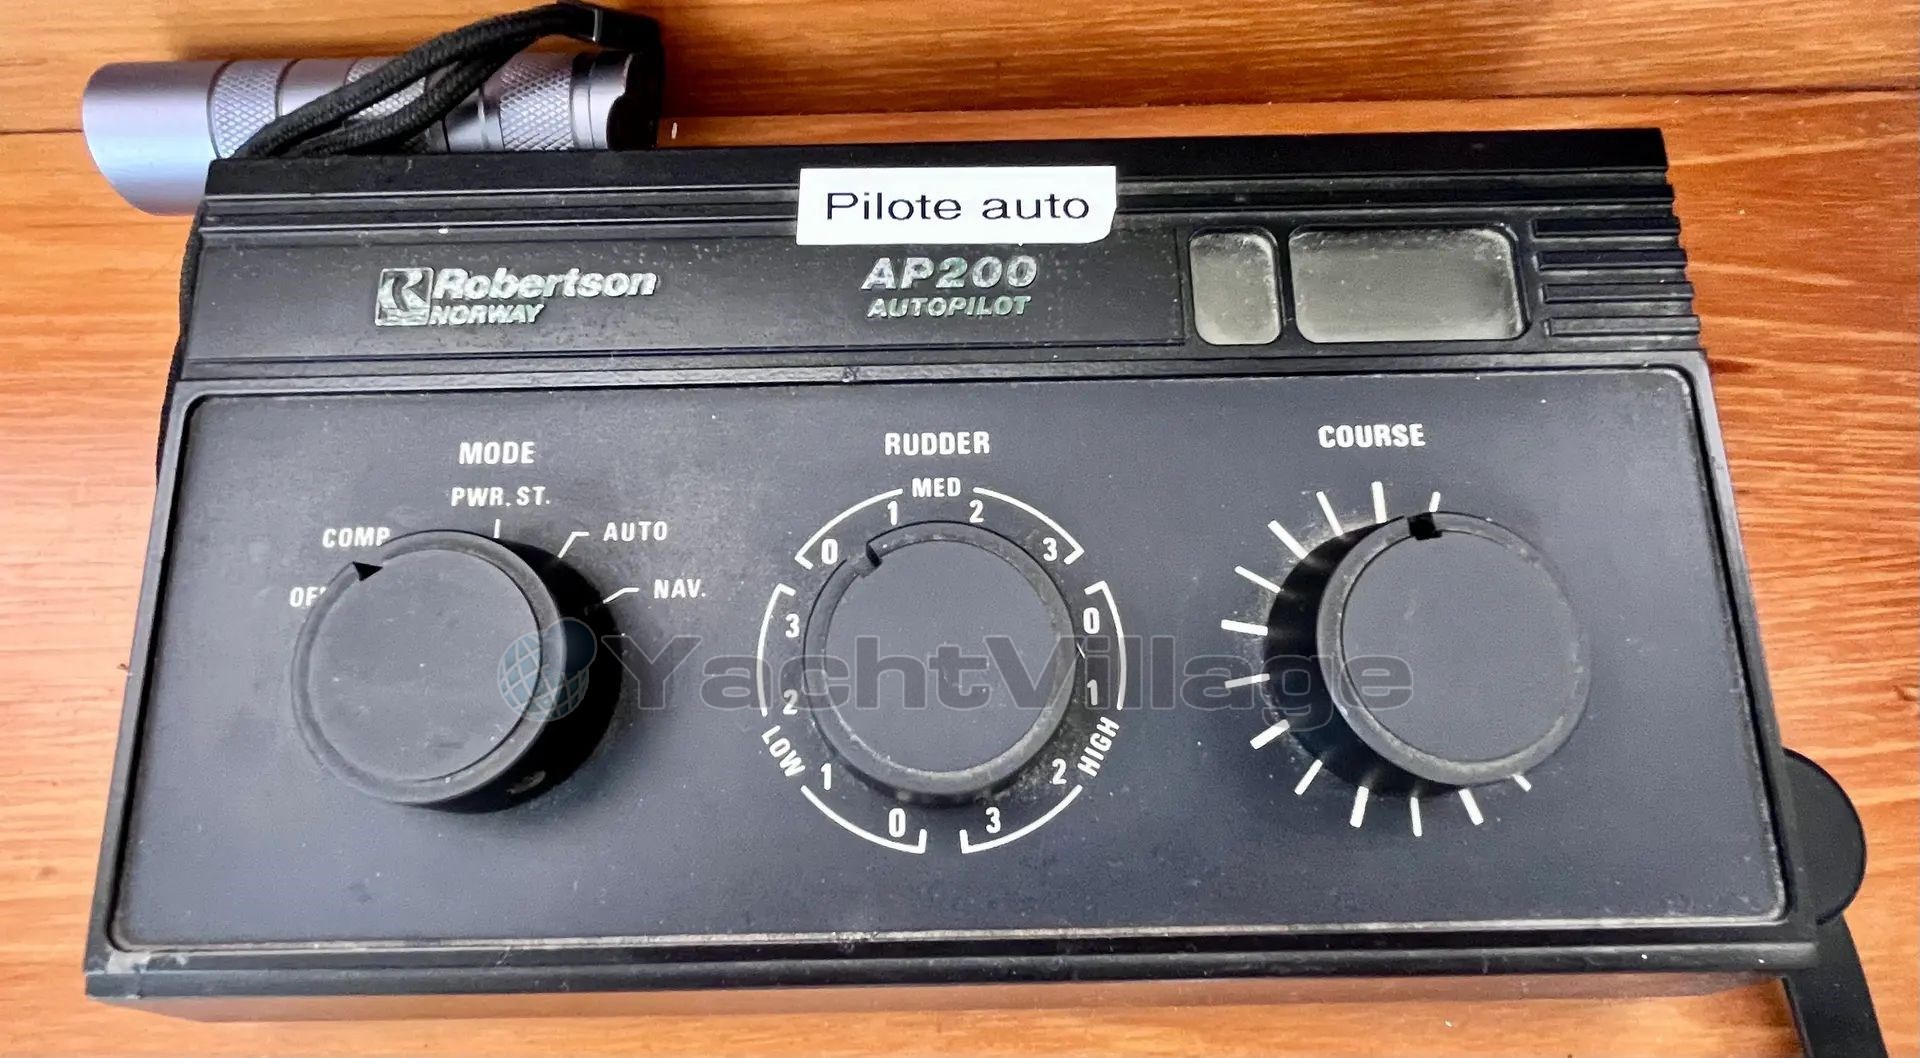 Pilote auto
Robertson
NORWAY
AP200
AUTOPILOT
MODE
PWR. ST.
COMP
AUTO
NAV.
RUDDER
MED
0 1 2 3
LOW
0 1 2 3
HIGH
0 1 2 3
COURSE
YachtVillage